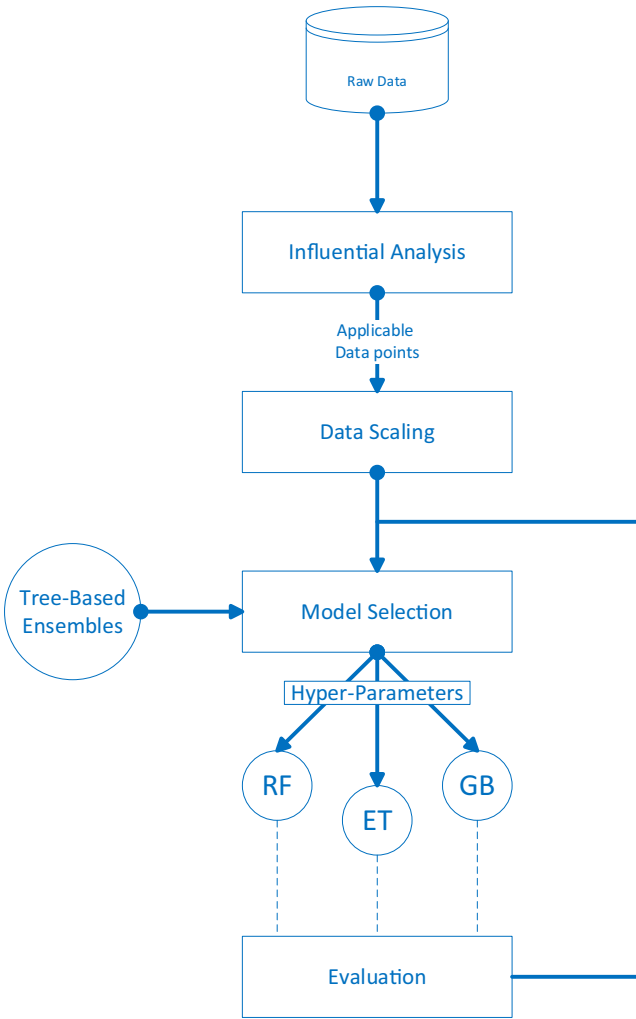 Raw Data
Influential Analysis
Applicable
Data points
Data Scaling
Tree-Based
Ensembles
Model Selection
Hyper-Parameters
RF
ET
GB
Evaluation